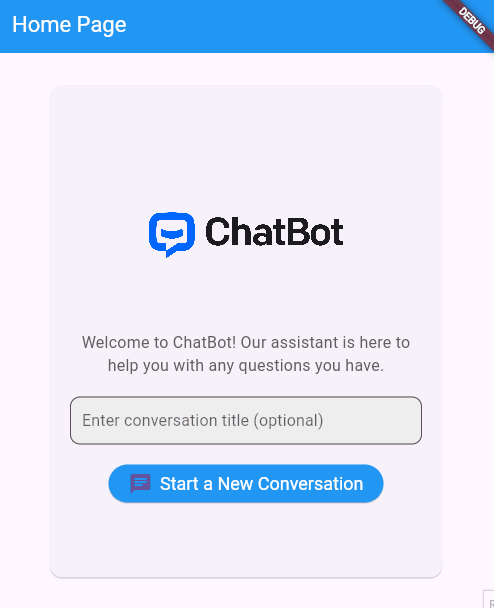 Home Page
DEBUG
ChatBot
Welcome to ChatBot! Our assistant is here to
help you with any questions you have.
Enter conversation title (optional)
Start a New Conversation